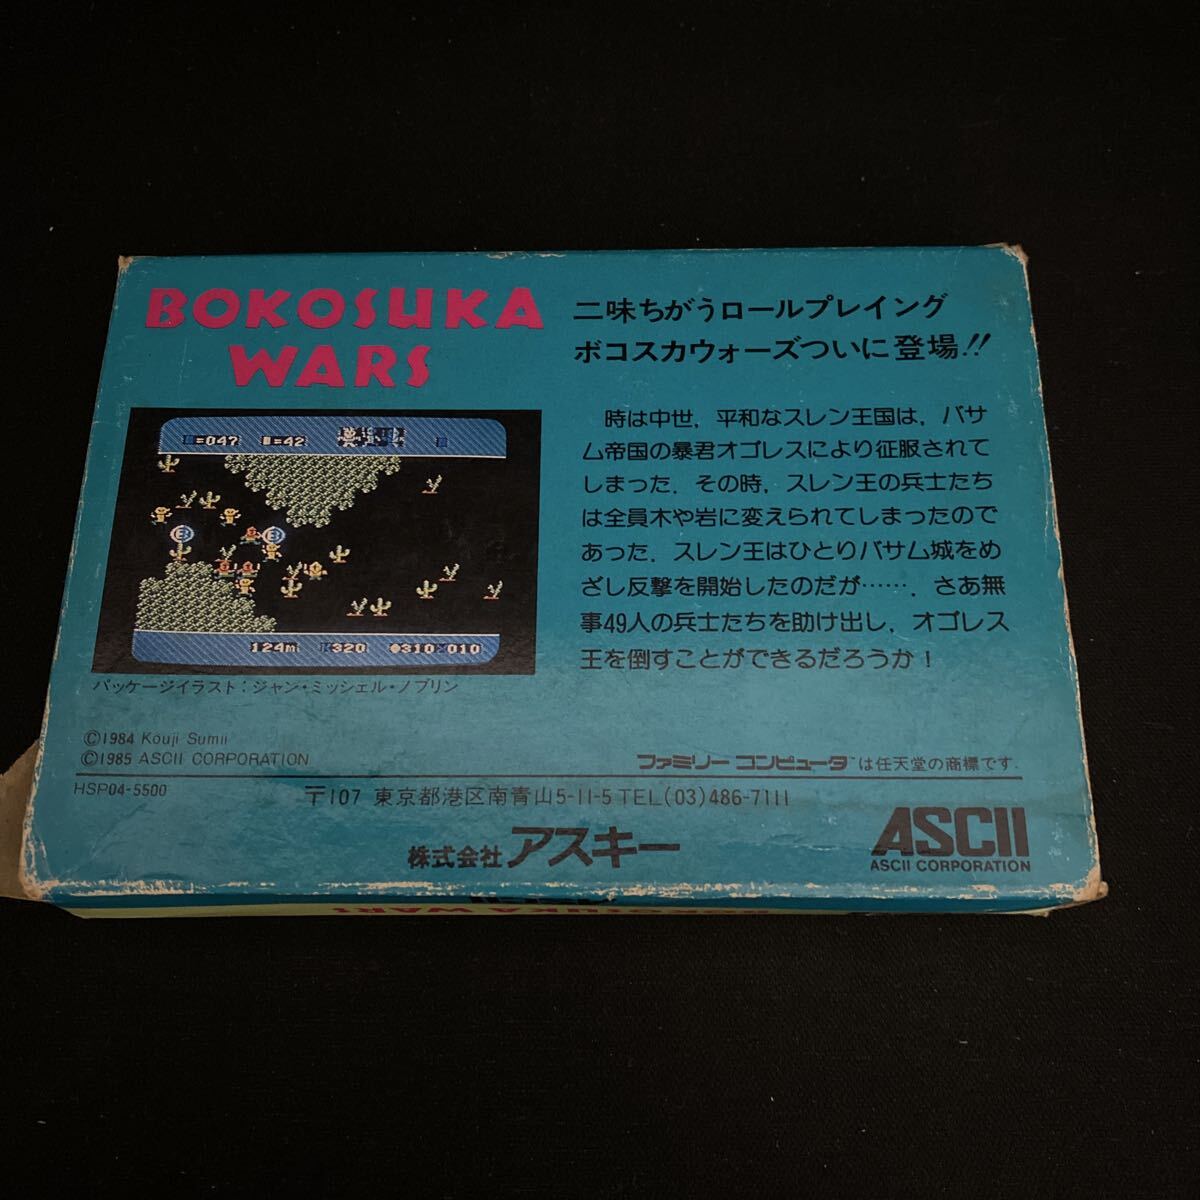 BOKOSUKA
WARS
二味ちがうロールプレイング
ボコスカウォーズついに登場!!
=047 =42
124mi 320 310 010
時は中世，平和なスレン王国は，バサ
ム帝国の暴君オゴレスにより征服されて
しまった．その時，スレン王の兵士たち
は全員木や岩に変えられてしまったので
あった．スレン王はひとりバサム城をめ
ざし反撃を開始したのだが……．さあ無
事49人の兵士たちを助け出し，オゴレス
王を倒すことができるだろうか！
パッケージイラスト：ジャン・ミッシェル・ノブリン
©1984 Kouji Sumii
©1985 ASCII CORPORATION
ファミリーコンピュータ™は任天堂の商標です．
HSP04-5500
〒107 東京都港区南青山5-11-5 TEL(03)486-7111
株式会社アスキー
ASCII
ASCII CORPORATION
BOKOSUKA WARS